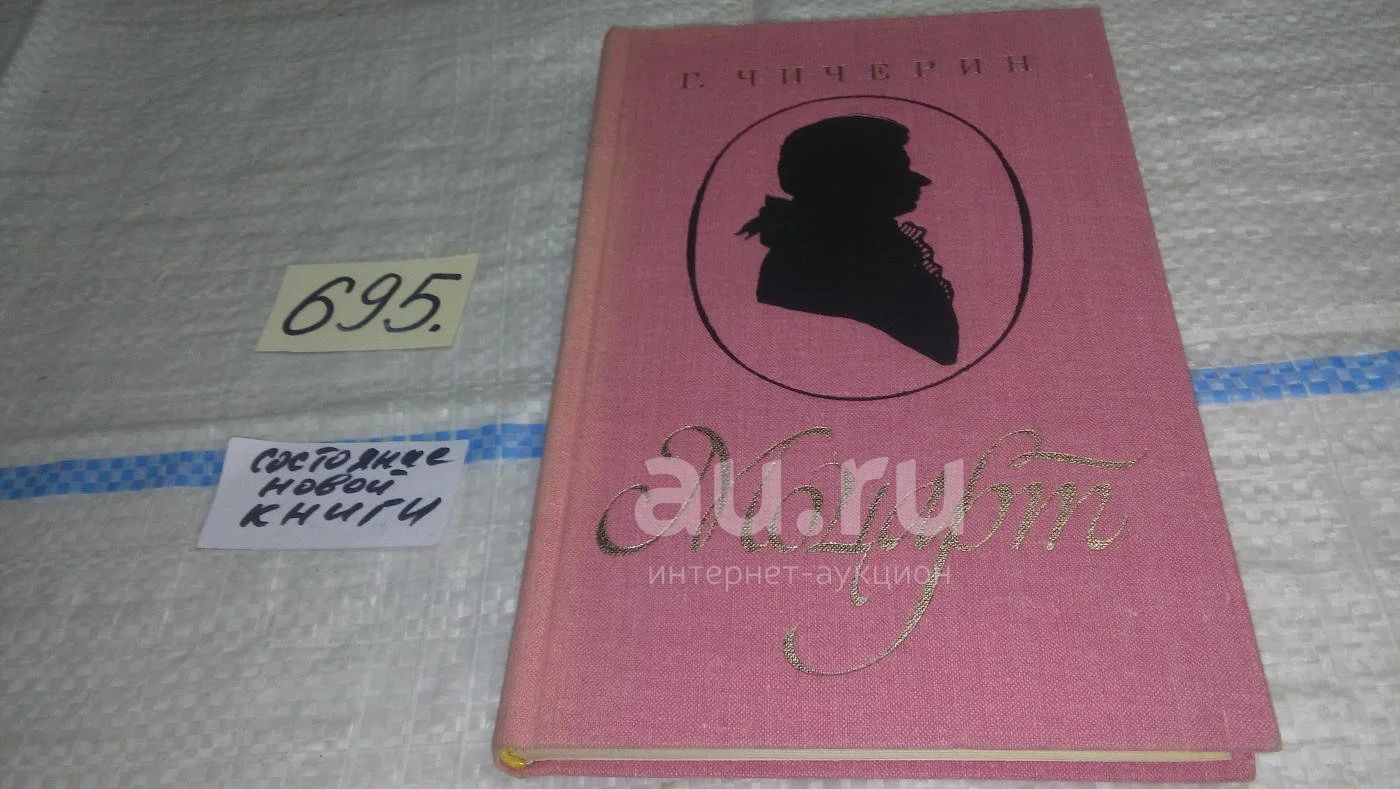 Г. ЧИЧЕРИН
695.
состояние
новой
книги
Моцарт
au.ru
интернет-аукцион